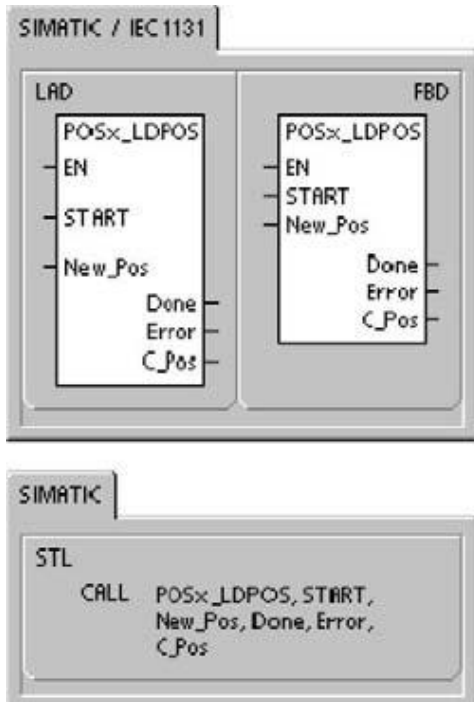 SIMATIC / IEC 1131
LAD
POSx_LDPOS
EN
START
New_Pos
Done
Error
C_Pos
FBD
POSx_LDPOS
EN
START
New_Pos
Done
Error
C_Pos
SIMATIC
STL
CALL POSx_LDPOS, START,
New_Pos, Done, Error,
C_Pos